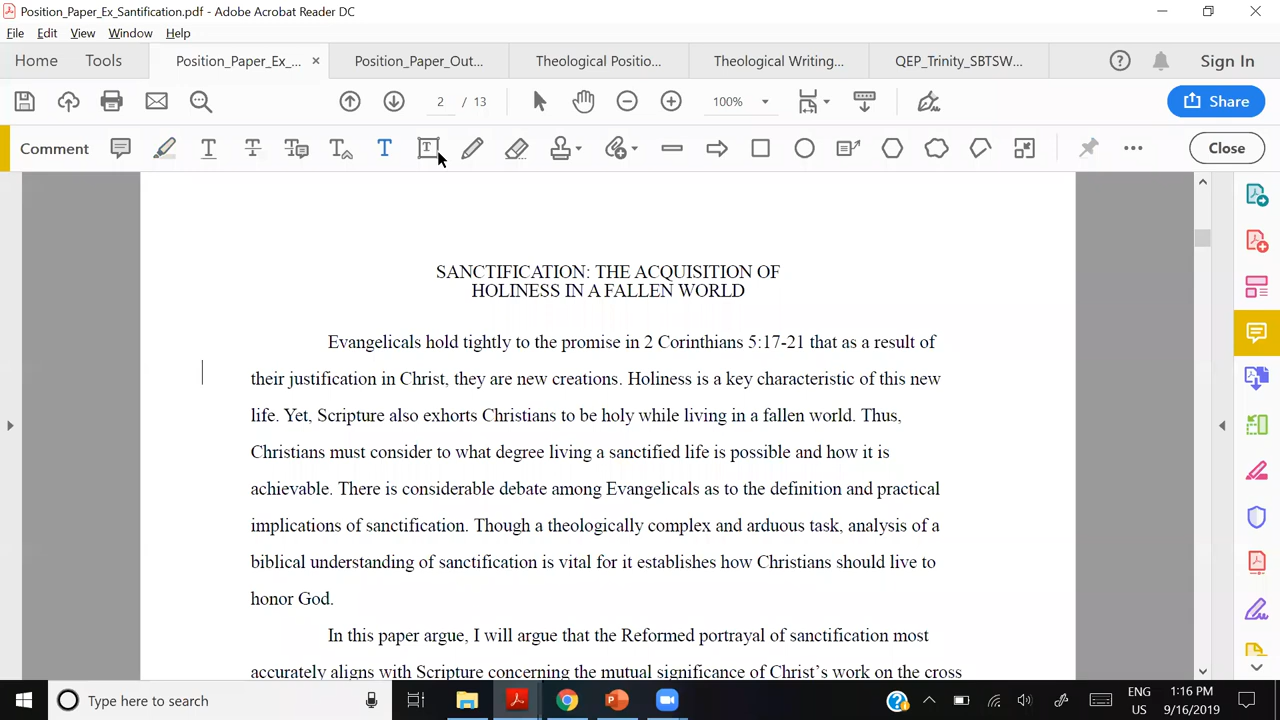 Position_Paper_Ex_Santification.pdf - Adobe Acrobat Reader DC
File Edit View Window Help
Home Tools Position_Paper_Ex_... × Position_Paper_Out... Theological Positio... Theological Writing... QEP_Trinity_SBTSW... Sign In
2 / 13 100% Share
Comment Close
SANCTIFICATION: THE ACQUISITION OF
HOLINESS IN A FALLEN WORLD
Evangelicals hold tightly to the promise in 2 Corinthians 5:17-21 that as a result of
their justification in Christ, they are new creations. Holiness is a key characteristic of this new
life. Yet, Scripture also exhorts Christians to be holy while living in a fallen world. Thus,
Christians must consider to what degree living a sanctified life is possible and how it is
achievable. There is considerable debate among Evangelicals as to the definition and practical
implications of sanctification. Though a theologically complex and arduous task, analysis of a
biblical understanding of sanctification is vital for it establishes how Christians should live to
honor God.
In this paper argue, I will argue that the Reformed portrayal of sanctification most
accurately aligns with Scripture concerning the mutual significance of Christ's work on the cross
Type here to search
ENG 1:16 PM
US 9/16/2019